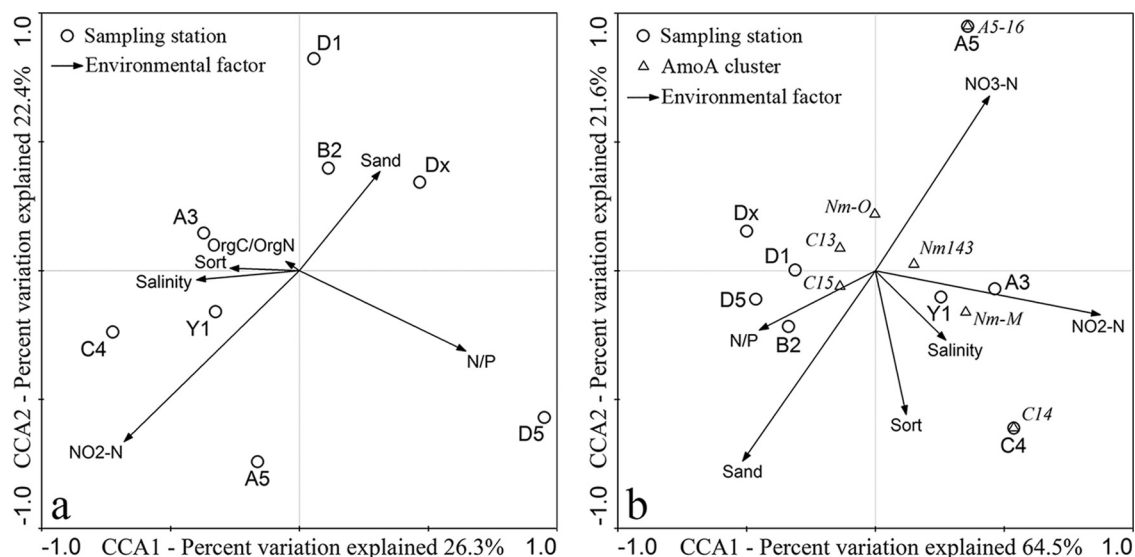 1.0
CCA2 - Percent variation explained 22.4%
-1.0
Sampling station
Environmental factor
D1
B2
Dx
Sand
A3
OrgC/OrgN
Sort
Salinity
Y1
C4
N/P
NO2-N
D5
A5
a
-1.0
CCA1 - Percent variation explained 26.3%
1.0
1.0
CCA2 - Percent variation explained 21.6%
-1.0
Sampling station
AmoA cluster
Environmental factor
A5-16
A5
NO3-N
Nm-O
Dx
C13
Nm143
D1
C15
A3
D5
Y1
Nm-M
NO2-N
N/P
B2
Salinity
C14
Sort
C4
Sand
b
-1.0
CCA1 - Percent variation explained 64.5%
1.0